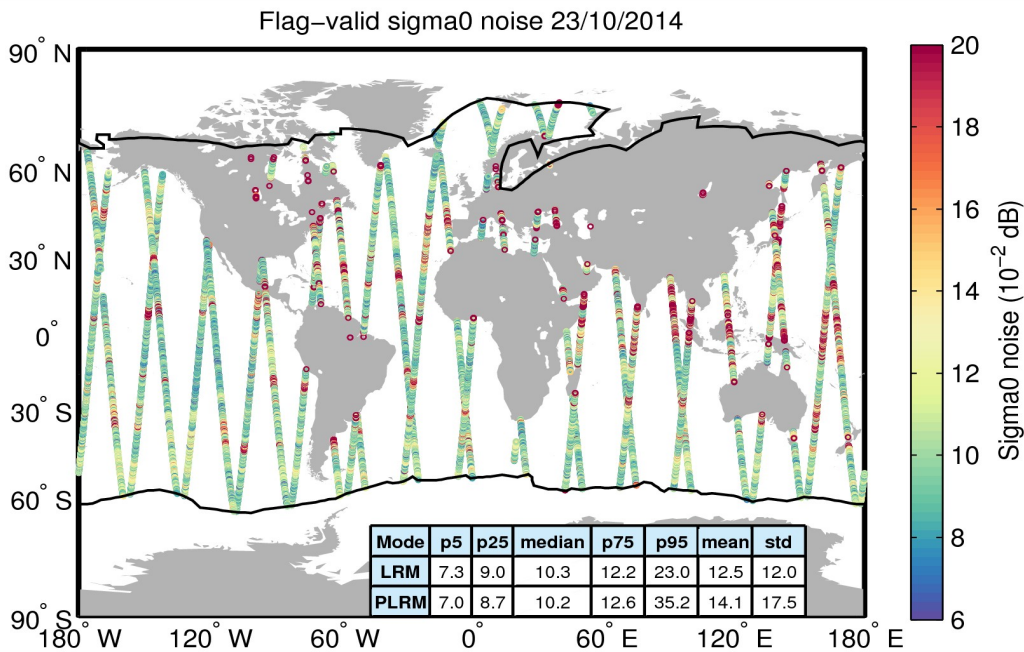 Flag−valid sigma0 noise 23/10/2014
90° N
60° N
30° N
0°
30° S
60° S
90° S
180° W
120° W
60° W
0°
60° E
120° E
180° E
Mode p5 p25 median p75 p95 mean std
LRM 7.3 9.0 10.3 12.2 23.0 12.5 12.0
PLRM 7.0 8.7 10.2 12.6 35.2 14.1 17.5
20
18
16
14
12
10
8
6
Sigma0 noise (10⁻² dB)